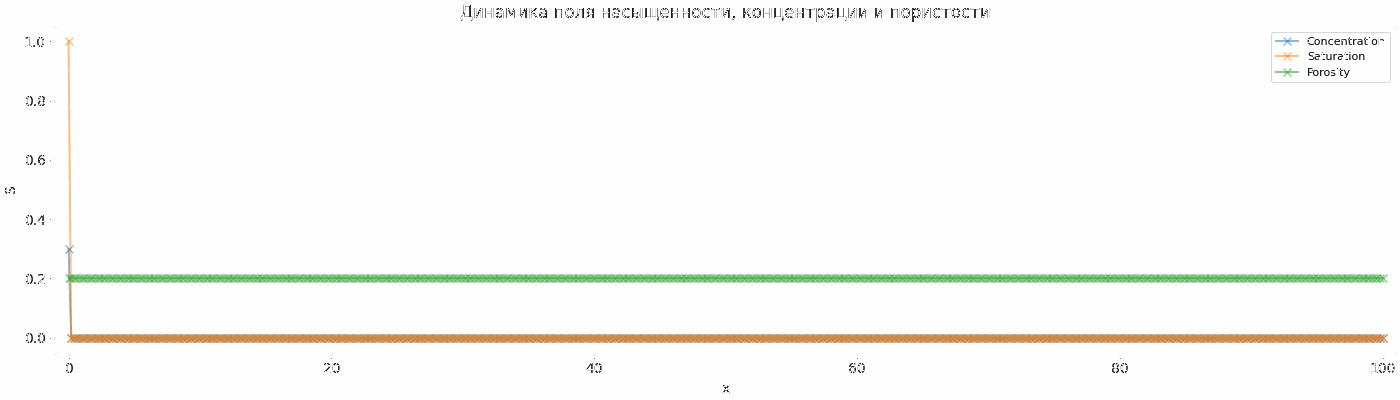 Динамика поля насыщенности, концентрации и пористости
1.0
0.8
0.6
0.4
0.2
0.0
s
Concentration
Saturation
Porosity
0 20 40 60 80 100
x